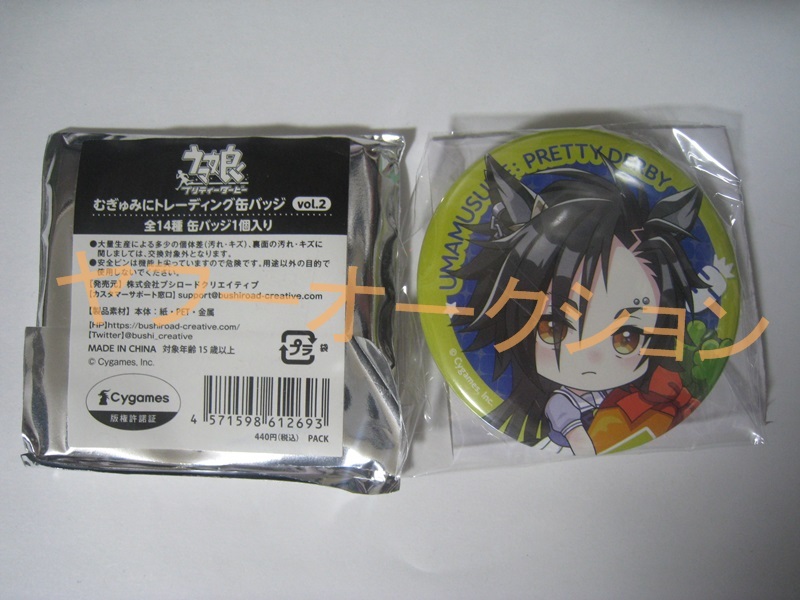 ウマ娘
プリティーダービー
むぎゅみにトレーディング缶バッジ vol.2
全14種 缶バッジ1個入り
●大量生産による多少の個体差(汚れ・キズ)、裏面の汚れ・キズに
関しましては、交換対象外となります。
●安全ピンは機能上尖っていますので危険です。用途以外の目的で
使用しないでください。
[発売元] 株式会社ブシロードクリエイティブ
[カスタマーサポート窓口] support@bushiroad-creative.com
[製品素材] 本体:紙・PET・金属
[HP]https://bushiroad-creative.com/
[Twitter]@bushi_creative
MADE IN CHINA 対象年齢15歳以上
© Cygames, Inc.
プラ 袋
Cygames
版権許諾証
4 571598 612693
440円(税込) PACK
UMAMUSUME: PRETTY DERBY
© Cygames, Inc.
ヤフーオークション